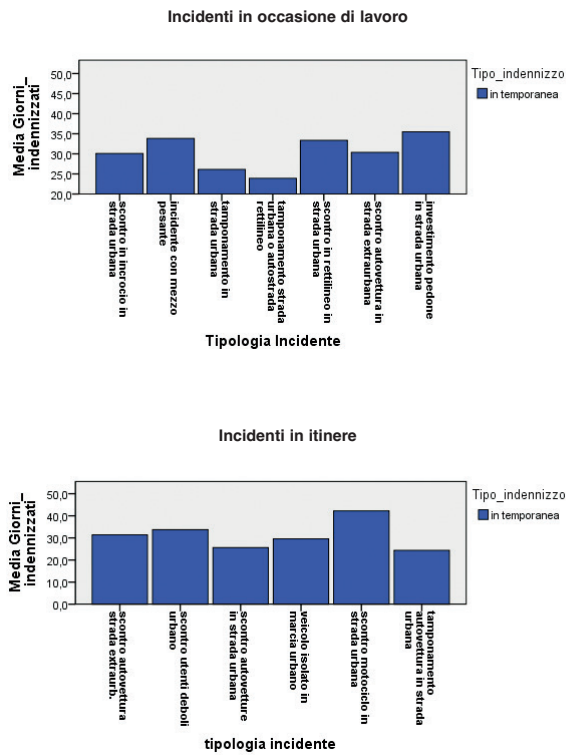 Incidenti in occasione di lavoro
Media Giorni_
indennizzati
50,0
45,0
40,0
35,0
30,0
25,0
20,0
Tipo_indennizzo
in temporanea
scontro in incrocio in
strada urbana
incidente con mezzo
pesante
tamponamento in
strada urbana
tamponamento strada
urbana o autostrada
rettilineo
scontro in rettilineo in
strada urbana
scontro autovettura in
strada extraurbana
investimento pedone
in strada urbana
Tipologia Incidente
Incidenti in itinere
Media Giorni_
indennizzati
50,0
40,0
30,0
20,0
10,0
0,0
Tipo_indennizzo
in temporanea
scontro autovettura
strada extraurb.
scontro utenti deboli
urbano
scontro autovetture
in strada urbana
veicolo isolato in
marcia urbano
scontro motociclo in
strada urbana
tamponamento
autovettura in strada
urbana
tipologia incidente